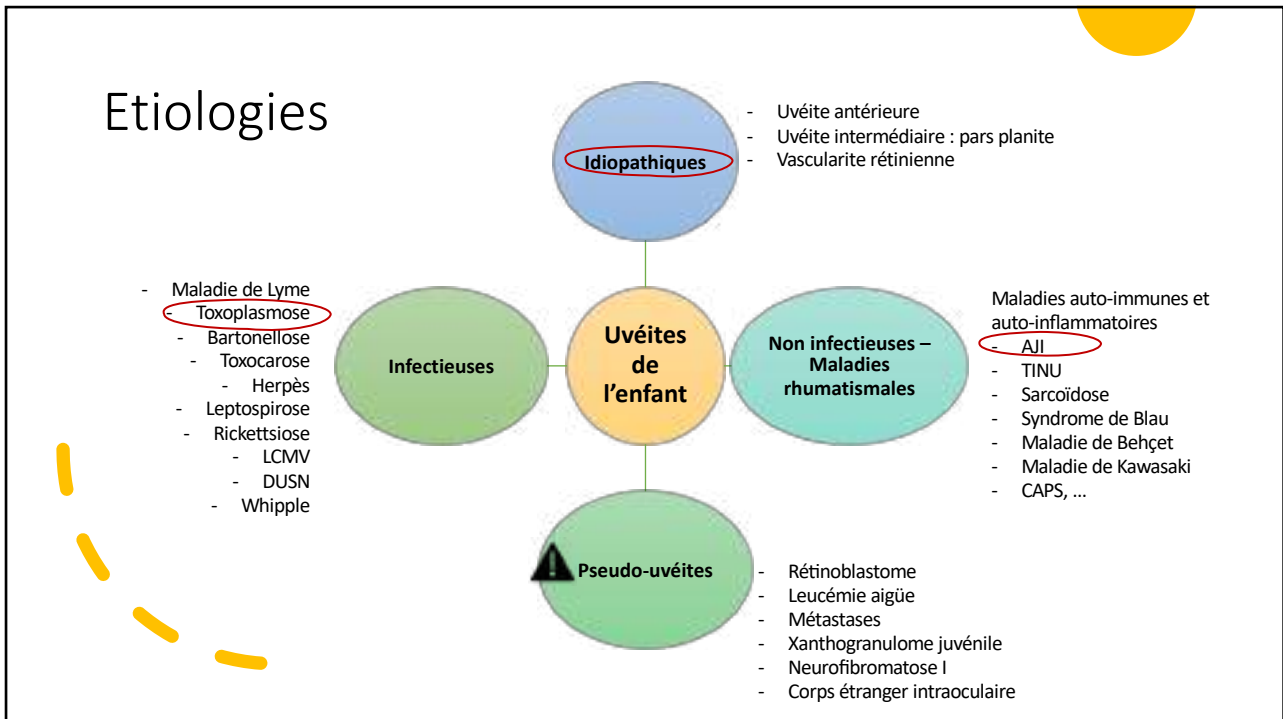 Etiologies
Idiopathiques
- Uvéite antérieure
- Uvéite intermédiaire : pars planite
- Vascularite rétinienne
- Maladie de Lyme
- Toxoplasmose
- Bartonellose
- Toxocarose
- Herpès
- Leptospirose
- Rickettsiose
- LCMV
- DUSN
- Whipple
Infectieuses
Uvéites
de
l’enfant
Non infectieuses –
Maladies
rhumatismales
Maladies auto-immunes et
auto-inflammatoires
- AJI
- TINU
- Sarcoïdose
- Syndrome de Blau
- Maladie de Behçet
- Maladie de Kawasaki
- CAPS, ...
Pseudo-uvéites
- Rétinoblastome
- Leucémie aigüe
- Métastases
- Xanthogranulome juvénile
- Neurofibromatose I
- Corps étranger intraoculaire